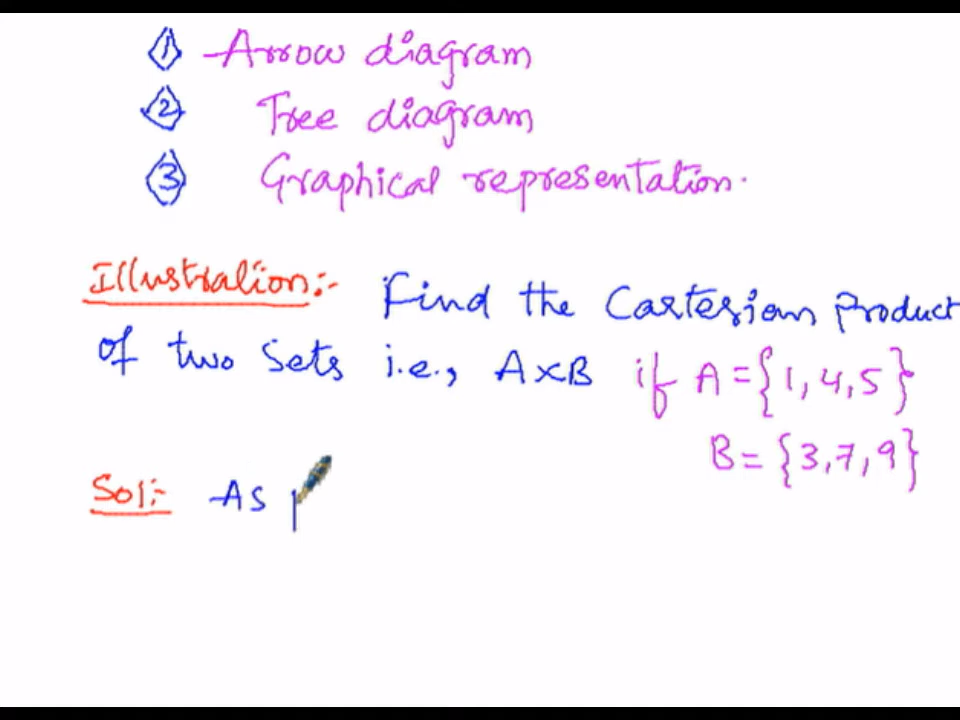 1 Arrow diagram
2 Tree diagram
3 Graphical representation.
Illustration:- Find the Cartesian Product
of two sets i.e., A×B if A = {1, 4, 5}
B = {3, 7, 9}
Sol:- As